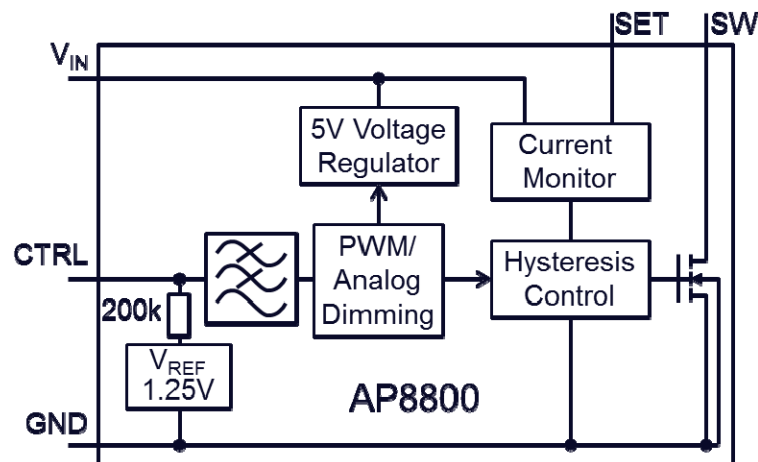 SET SW
VIN
5V Voltage
Regulator
Current
Monitor
CTRL
PWM/
Analog
Dimming
Hysteresis
Control
200k
VREF
1.25V
AP8800
GND